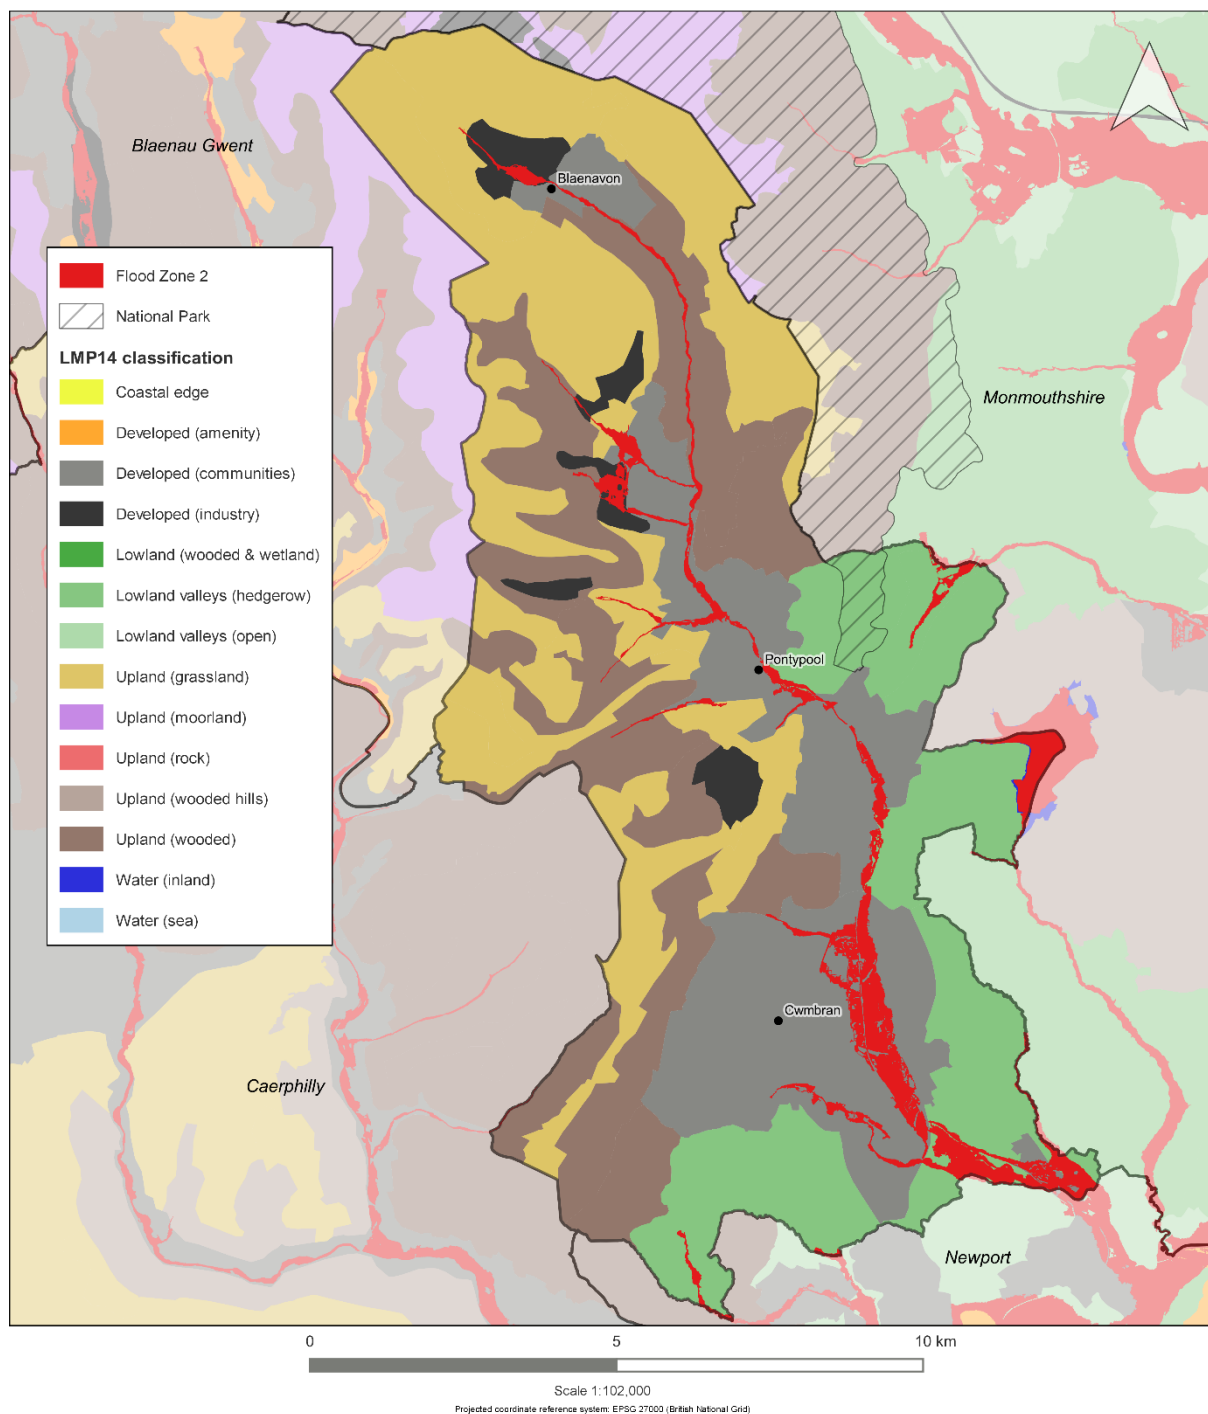 Blaenau Gwent
Blaenavon
Flood Zone 2
National Park
LMP14 classification
Coastal edge
Developed (amenity)
Developed (communities)
Developed (industry)
Lowland (wooded & wetland)
Lowland valleys (hedgerow)
Lowland valleys (open)
Upland (grassland)
Upland (moorland)
Upland (rock)
Upland (wooded hills)
Upland (wooded)
Water (inland)
Water (sea)
Monmouthshire
Pontypool
Cwmbran
Caerphilly
Newport
0 5 10 km
Scale 1:102,000
Projected coordinate reference system: EPSG 27000 (British National Grid)